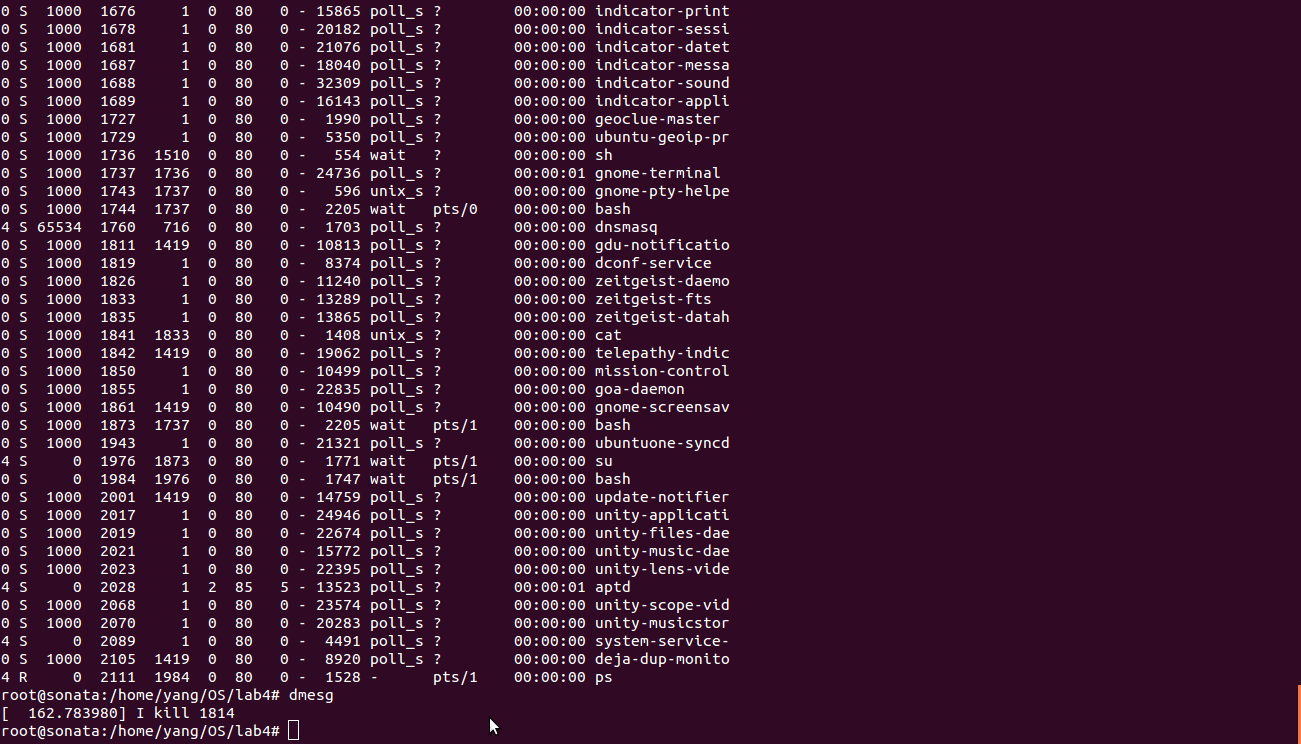 0 S  1000  1676     1  0  80   0 - 15865 poll_s ?        00:00:00 indicator-print
0 S  1000  1678     1  0  80   0 - 20182 poll_s ?        00:00:00 indicator-sessi
0 S  1000  1681     1  0  80   0 - 21076 poll_s ?        00:00:00 indicator-datet
0 S  1000  1687     1  0  80   0 - 18040 poll_s ?        00:00:00 indicator-messa
0 S  1000  1688     1  0  80   0 - 32309 poll_s ?        00:00:00 indicator-sound
0 S  1000  1689     1  0  80   0 - 16143 poll_s ?        00:00:00 indicator-appli
0 S  1000  1727     1  0  80   0 -  1990 poll_s ?        00:00:00 geoclue-master
0 S  1000  1729     1  0  80   0 -  5350 poll_s ?        00:00:00 ubuntu-geoip-pr
0 S  1000  1736  1510  0  80   0 -   554 wait   ?        00:00:00 sh
0 S  1000  1737  1736  0  80   0 - 24736 poll_s ?        00:00:01 gnome-terminal
0 S  1000  1743  1737  0  80   0 -   596 unix_s ?        00:00:00 gnome-pty-helpe
0 S  1000  1744  1737  0  80   0 -  2205 wait   pts/0    00:00:00 bash
4 S 65534  1760   716  0  80   0 -  1703 poll_s ?        00:00:00 dnsmasq
0 S  1000  1811  1419  0  80   0 - 10813 poll_s ?        00:00:00 gdu-notificatio
0 S  1000  1819     1  0  80   0 -  8374 poll_s ?        00:00:00 dconf-service
0 S  1000  1826     1  0  80   0 - 11240 poll_s ?        00:00:00 zeitgeist-daemo
0 S  1000  1833     1  0  80   0 - 13289 poll_s ?        00:00:00 zeitgeist-fts
0 S  1000  1835     1  0  80   0 - 13865 poll_s ?        00:00:00 zeitgeist-datah
0 S  1000  1841  1833  0  80   0 -  1408 unix_s ?        00:00:00 cat
0 S  1000  1842  1419  0  80   0 - 19062 poll_s ?        00:00:00 telepathy-indic
0 S  1000  1850     1  0  80   0 - 10499 poll_s ?        00:00:00 mission-control
0 S  1000  1855     1  0  80   0 - 22835 poll_s ?        00:00:00 goa-daemon
0 S  1000  1861  1419  0  80   0 - 10490 poll_s ?        00:00:00 gnome-screensav
0 S  1000  1873  1737  0  80   0 -  2205 wait   pts/1    00:00:00 bash
0 S  1000  1943     1  0  80   0 - 21321 poll_s ?        00:00:00 ubuntuone-syncd
4 S     0  1976  1873  0  80   0 -  1771 wait   pts/1    00:00:00 su
0 S     0  1984  1976  0  80   0 -  1747 wait   pts/1    00:00:00 bash
0 S  1000  2001  1419  0  80   0 - 14759 poll_s ?        00:00:00 update-notifier
0 S  1000  2017     1  0  80   0 - 24946 poll_s ?        00:00:00 unity-applicati
0 S  1000  2019     1  0  80   0 - 22674 poll_s ?        00:00:00 unity-files-dae
0 S  1000  2021     1  0  80   0 - 15772 poll_s ?        00:00:00 unity-music-dae
0 S  1000  2023     1  0  80   0 - 22395 poll_s ?        00:00:00 unity-lens-vide
4 S     0  2028     1  2  85   5 - 13523 poll_s ?        00:00:01 aptd
0 S  1000  2068     1  0  80   0 - 23574 poll_s ?        00:00:00 unity-scope-vid
0 S  1000  2070     1  0  80   0 - 20283 poll_s ?        00:00:00 unity-musicstor
4 S     0  2089     1  0  80   0 -  4491 poll_s ?        00:00:00 system-service-
0 S  1000  2105  1419  0  80   0 -  8920 poll_s ?        00:00:00 deja-dup-monito
4 R     0  2111  1984  0  80   0 -  1528 -      pts/1    00:00:00 ps
root@sonata:/home/yang/OS/lab4# dmesg
[  162.783980] I kill 1814
root@sonata:/home/yang/OS/lab4#